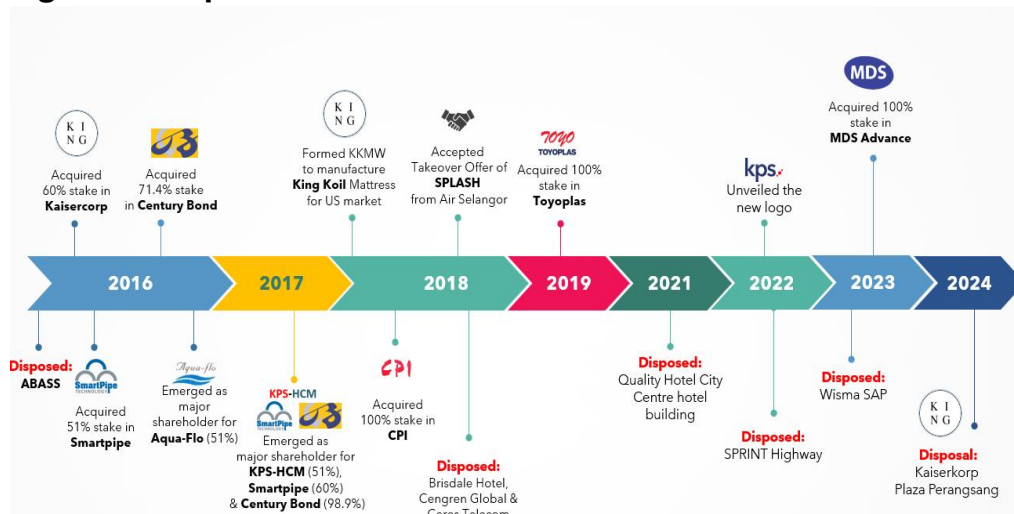 K I
N G
Acquired
60% stake in
Kaisercorp
Acquired
71.4% stake
in Century Bond
K I
N G
Formed KKMW
to manufacture
King Koil Mattress
for US market
Accepted
Takeover Offer of
SPLASH
from Air Selangor
TOYO
TOYOPLAS
Acquired 100%
stake in
Toyoplas
kps
Unveiled the
new logo
MDS
Acquired 100%
stake in
MDS Advance
2016
2017
2018
2019
2021
2022
2023
2024
Disposed:
ABASS
SmartPipe
TECHNOLOGY
Acquired
51% stake in
Smartpipe
Aqua-flo
Emerged as
major
shareholder for
Aqua-Flo (51%)
KPS-HCM
SmartPipe
TECHNOLOGY
Emerged as
major shareholder for
KPS-HCM (51%),
Smartpipe (60%)
& Century Bond (98.9%)
CPI
Acquired
100% stake in
CPI
Disposed:
Brisdale Hotel,
Cengren Global &
Disposed:
Quality Hotel City
Centre hotel
building
Disposed:
SPRINT Highway
Disposed:
Wisma SAP
K I
N G
Disposal:
Kaiserkorp
Plaza Perangsang